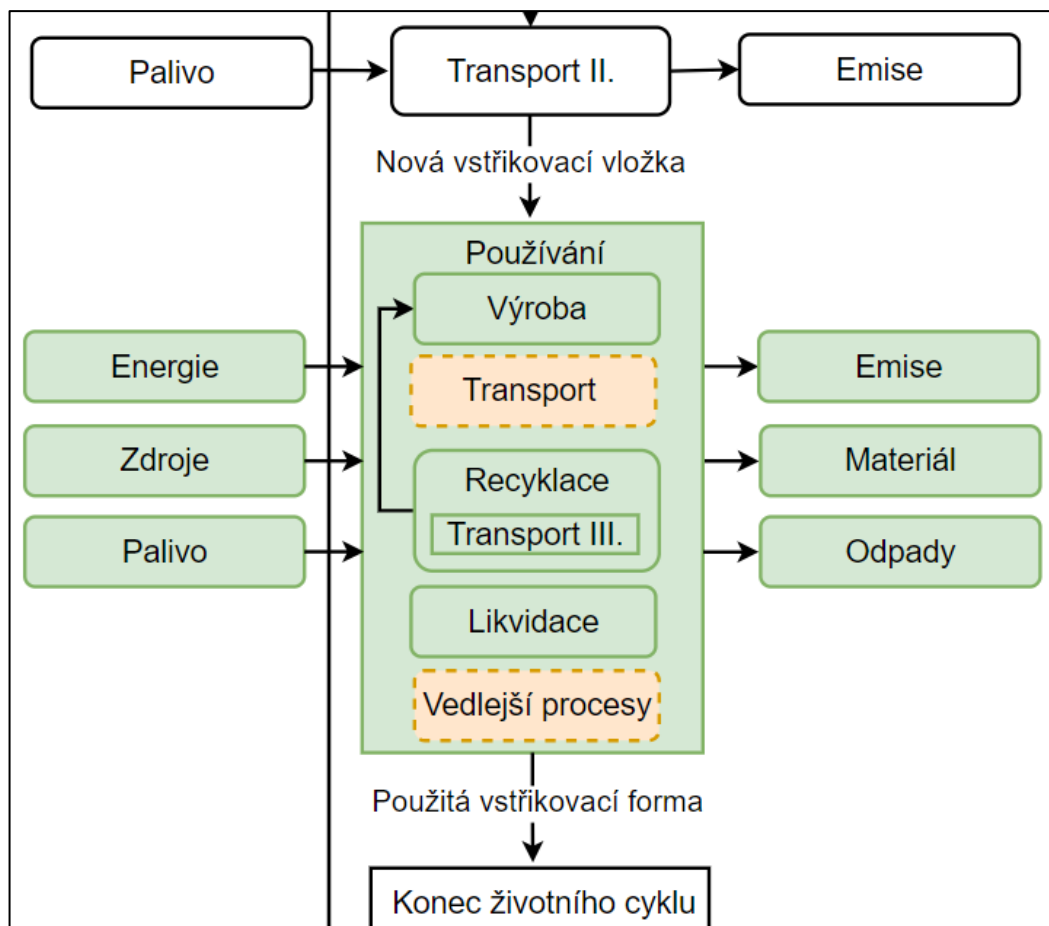 Palivo
Transport II.
Emise
Nová vstřikovací vložka
Používání
Výroba
Energie
Transport
Emise
Zdroje
Recyklace
Materiál
Transport III.
Palivo
Odpady
Likvidace
Vedlejší procesy
Použitá vstřikovací forma
Konec životního cyklu